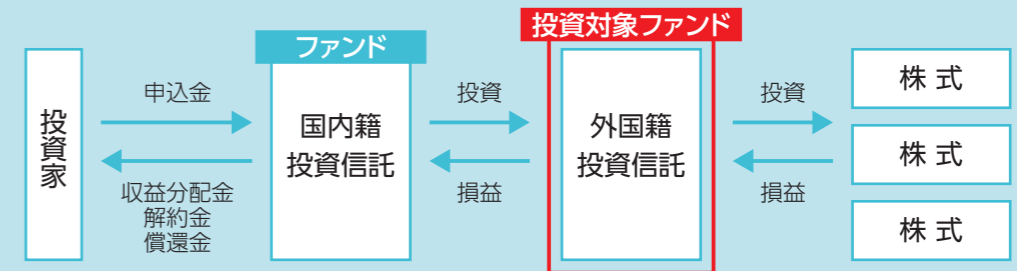 投資家
申込金
収益分配金
解約金
償還金
ファンド
国内籍
投資信託
投資
損益
投資対象ファンド
外国籍
投資信託
投資
損益
株 式
株 式
株 式